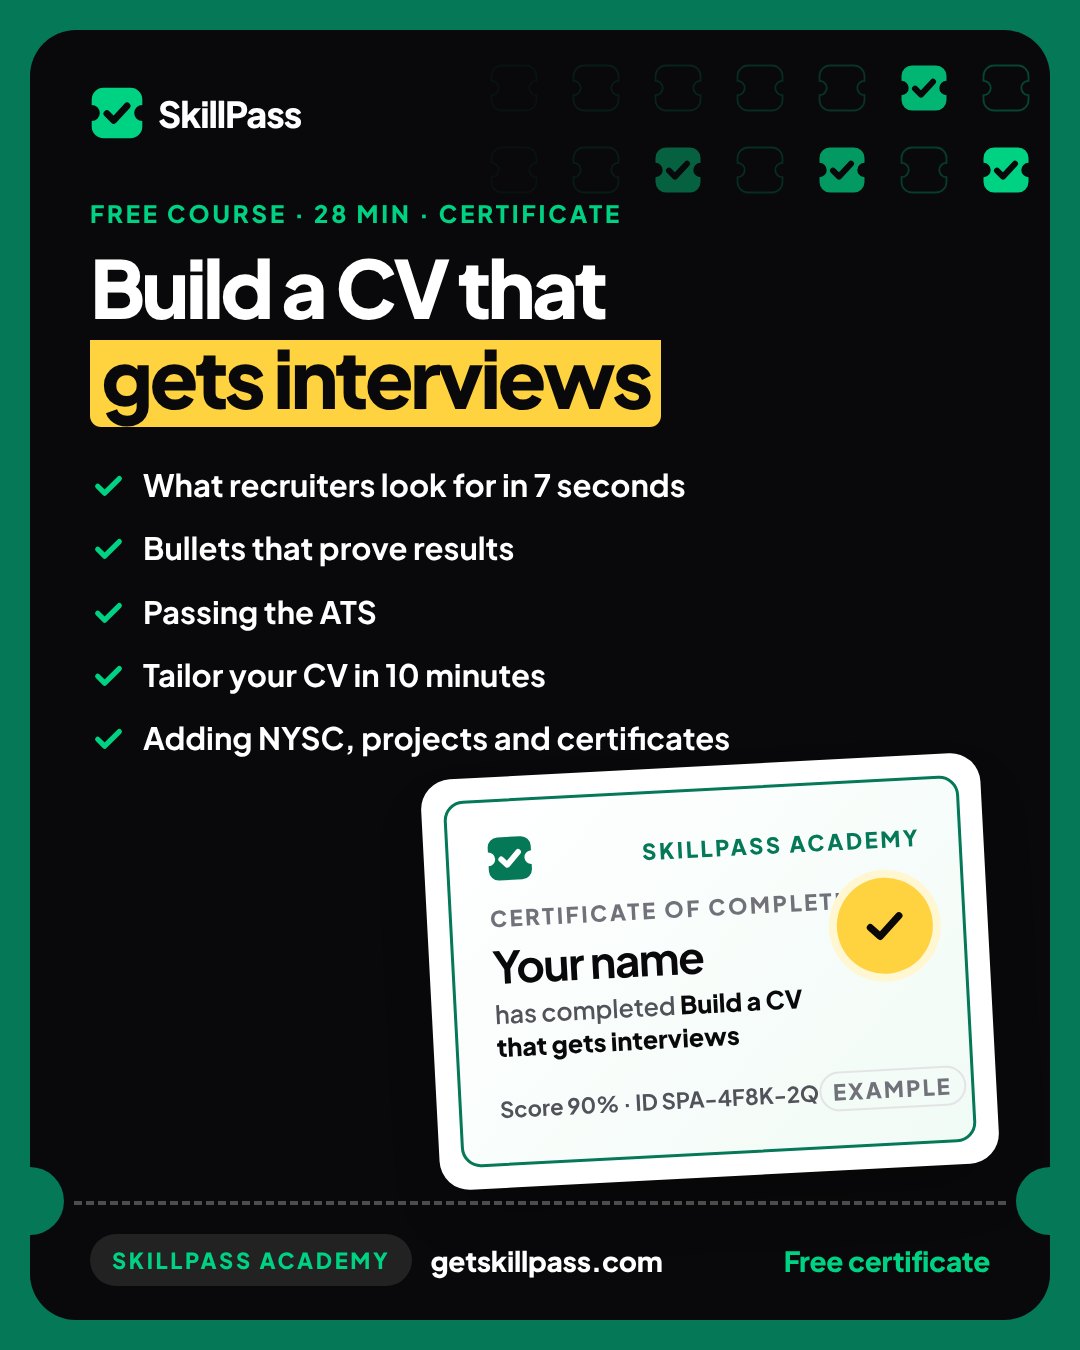 SkillPass
FREE COURSE · 28 MIN · CERTIFICATE
Build a CV that
gets interviews
What recruiters look for in 7 seconds
Bullets that prove results
Passing the ATS
Tailor your CV in 10 minutes
Adding NYSC, projects and certificates
SKILLPASS ACADEMY
CERTIFICATE OF
Your name
has completed Build a CV
that gets interviews
Score 90% · ID SPA-4F8K-2Q
EXAMPLE
SKILLPASS ACADEMY getskillpass.com Free certificate